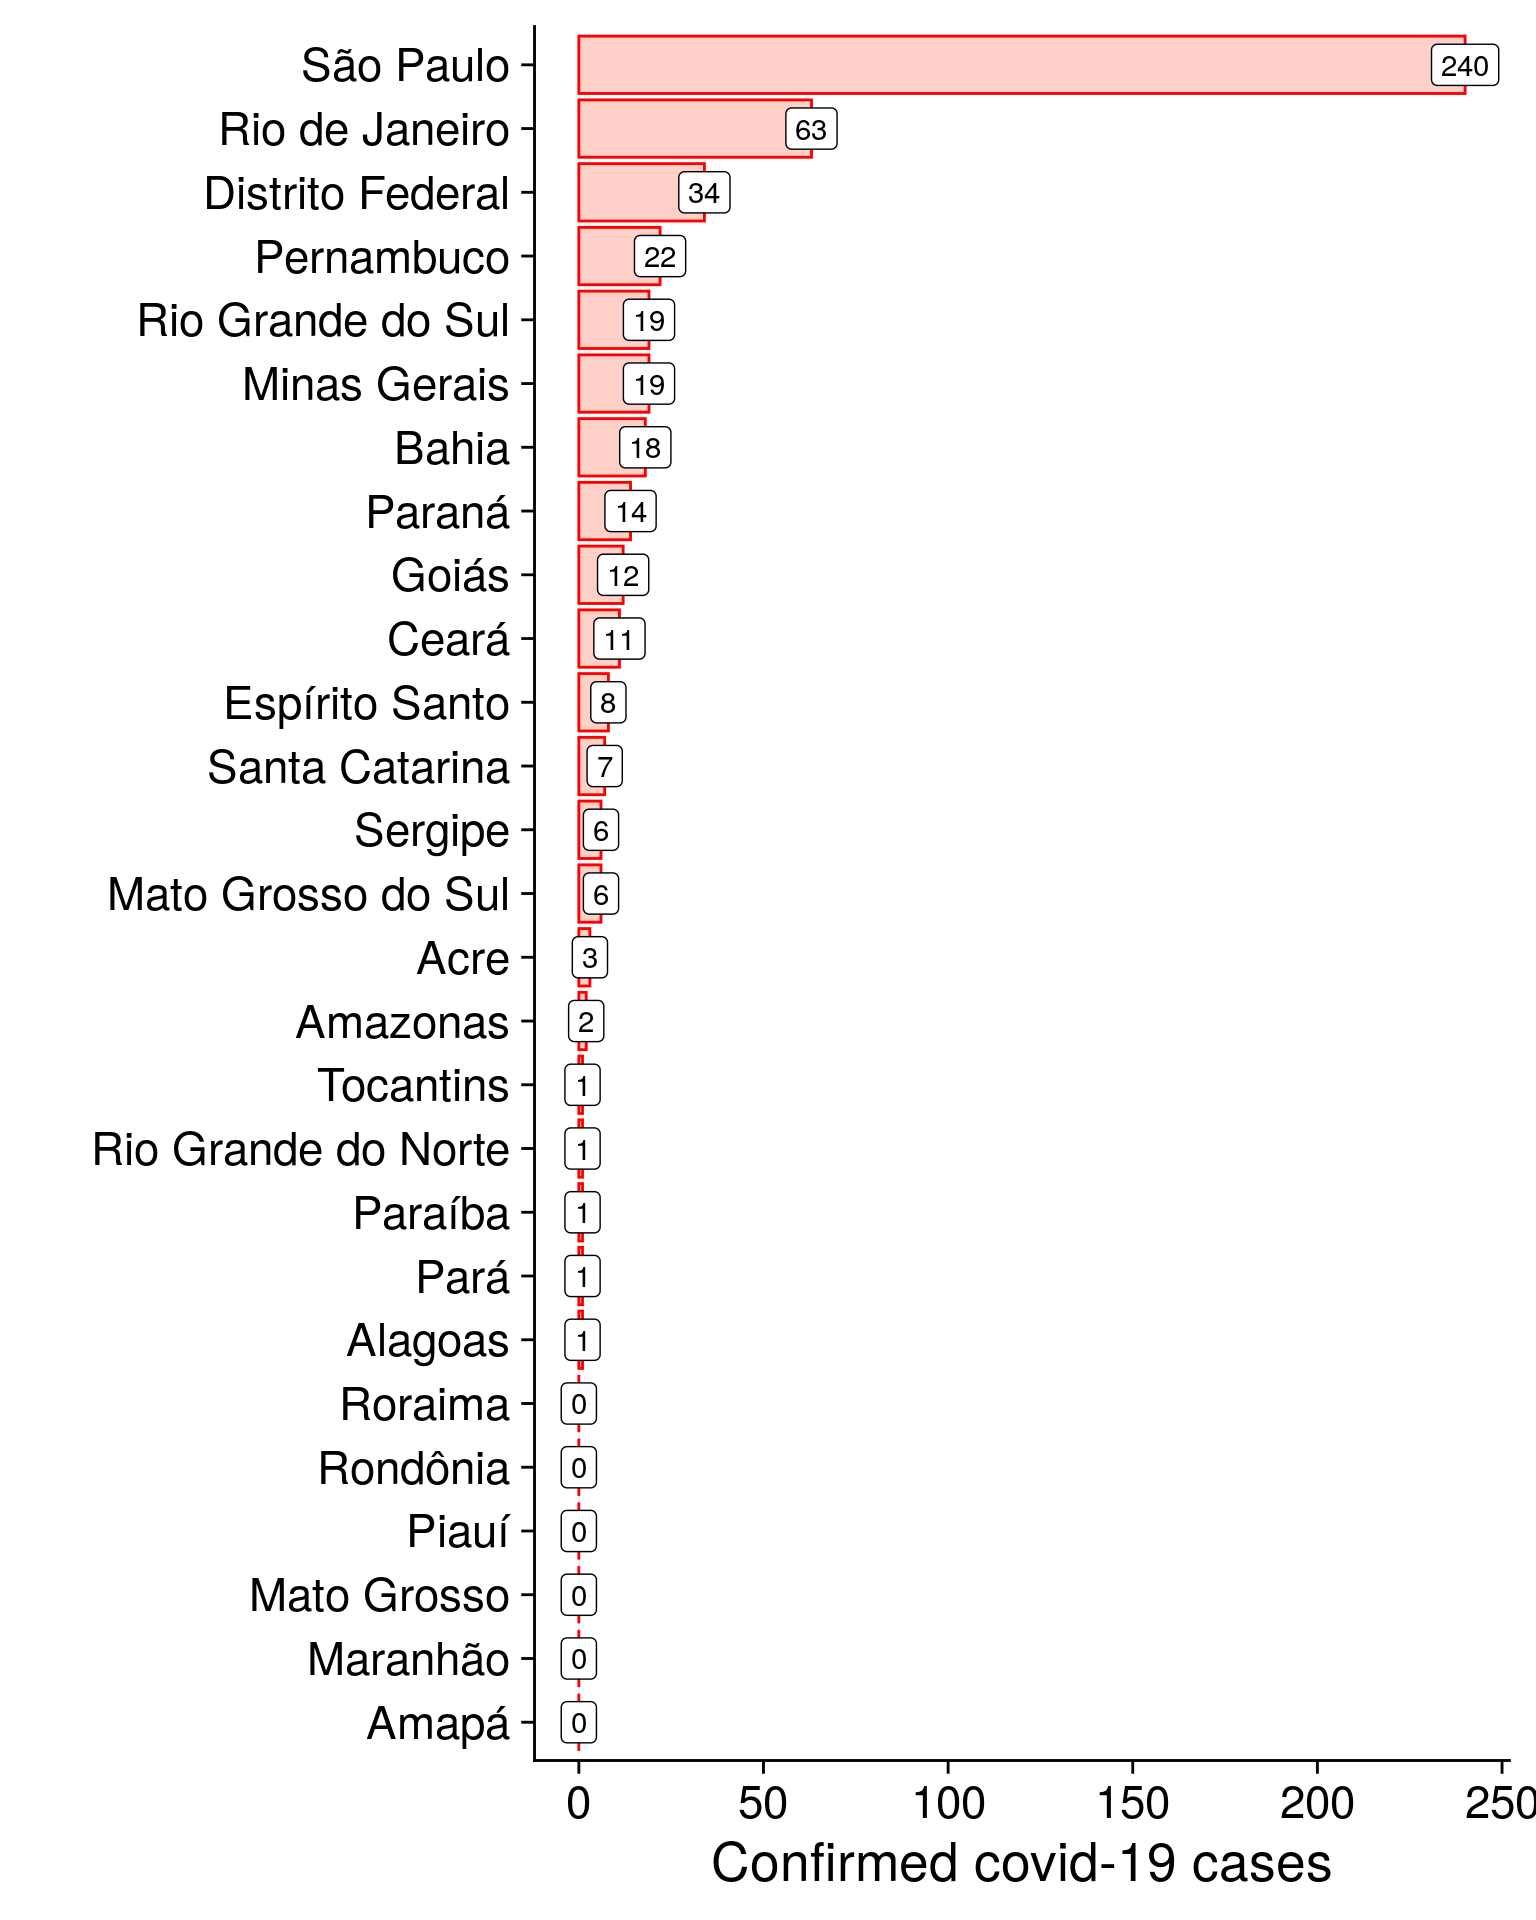 São Paulo 240
Rio de Janeiro 63
Distrito Federal 34
Pernambuco 22
Rio Grande do Sul 19
Minas Gerais 19
Bahia 18
Paraná 14
Goiás 12
Ceará 11
Espírito Santo 8
Santa Catarina 7
Sergipe 6
Mato Grosso do Sul 6
Acre 3
Amazonas 2
Tocantins 1
Rio Grande do Norte 1
Paraíba 1
Pará 1
Alagoas 1
Roraima 0
Rondônia 0
Piauí 0
Mato Grosso 0
Maranhão 0
Amapá 0
0 50 100 150 200 250
Confirmed covid-19 cases